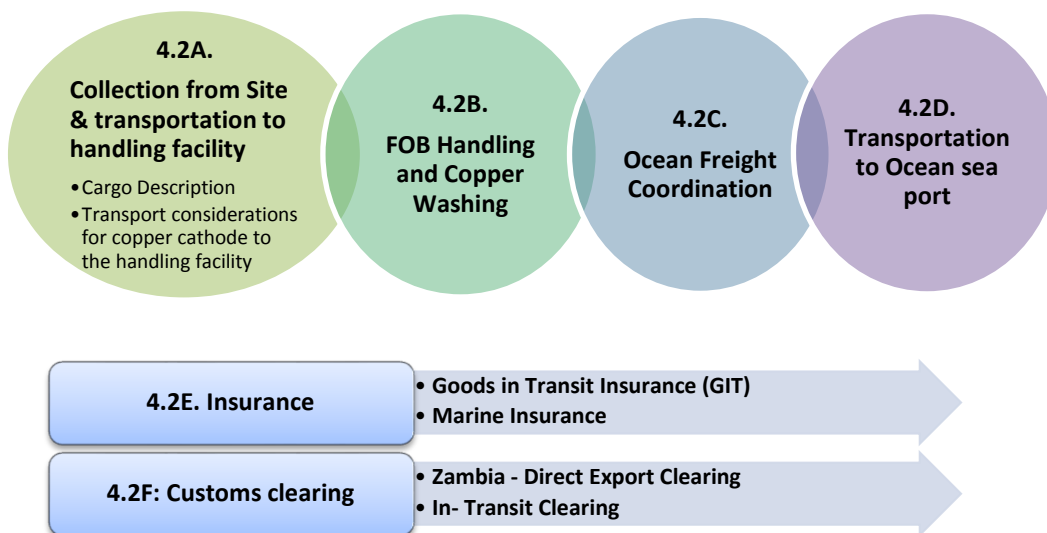 4.2A.
Collection from Site
& transportation to
handling facility
•Cargo Description
•Transport considerations
for copper cathode to
the handling facility
4.2B.
FOB Handling
and Copper
Washing
4.2C.
Ocean Freight
Coordination
4.2D.
Transportation
to Ocean sea
port
4.2E. Insurance
• Goods in Transit Insurance (GIT)
• Marine Insurance
4.2F: Customs clearing
• Zambia - Direct Export Clearing
• In- Transit Clearing